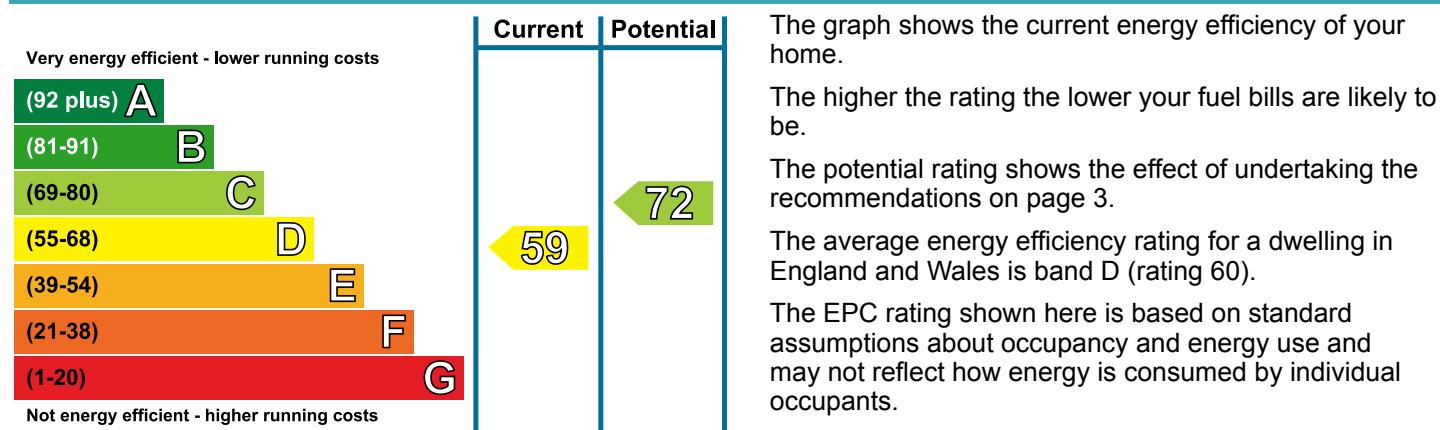 Current Potential
Very energy efficient - lower running costs
(92 plus) A
(81-91) B
(69-80) C
72
(55-68) D
59
(39-54) E
(21-38) F
(1-20) G
Not energy efficient - higher running costs
The graph shows the current energy efficiency of your
home.
The higher the rating the lower your fuel bills are likely to
be.
The potential rating shows the effect of undertaking the
recommendations on page 3.
The average energy efficiency rating for a dwelling in
England and Wales is band D (rating 60).
The EPC rating shown here is based on standard
assumptions about occupancy and energy use and
may not reflect how energy is consumed by individual
occupants.